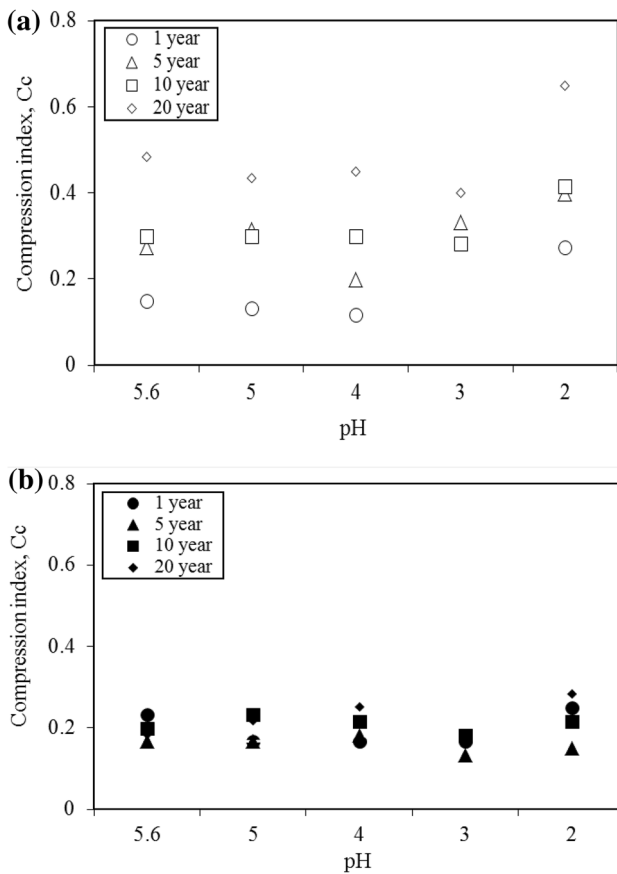 (a)
0.8
0.6
0.4
0.2
0
Compression index, Cc
1 year
5 year
10 year
20 year
5.6 5 4 3 2
pH
(b)
0.8
0.6
0.4
0.2
0
Compression index, Cc
1 year
5 year
10 year
20 year
5.6 5 4 3 2
pH